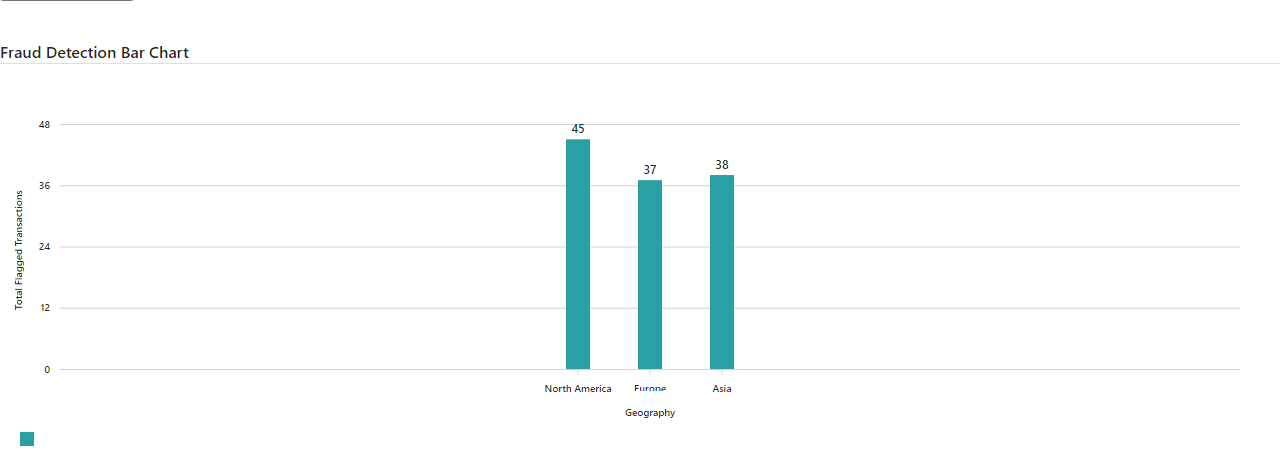 Fraud Detection Bar Chart
48
45
38
37
36
24
12
0
Total Flagged Transactions
North America Europe Asia
Geography